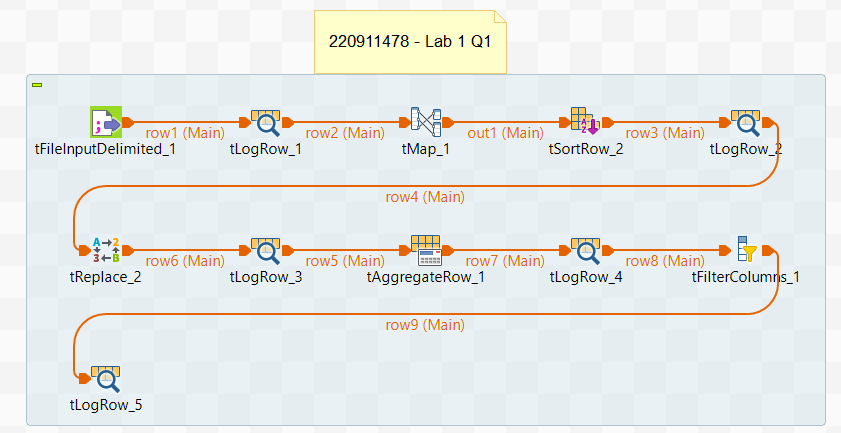 220911478 - Lab 1 Q1
row1 (Main)
row2 (Main)
out1 (Main)
row3 (Main)
tFileInputDelimited_1
tLogRow_1
tMap_1
tSortRow_2
tLogRow_2
row4 (Main)
row6 (Main)
row5 (Main)
row7 (Main)
row8 (Main)
tReplace_2
tLogRow_3
tAggregateRow_1
tLogRow_4
tFilterColumns_1
row9 (Main)
tLogRow_5